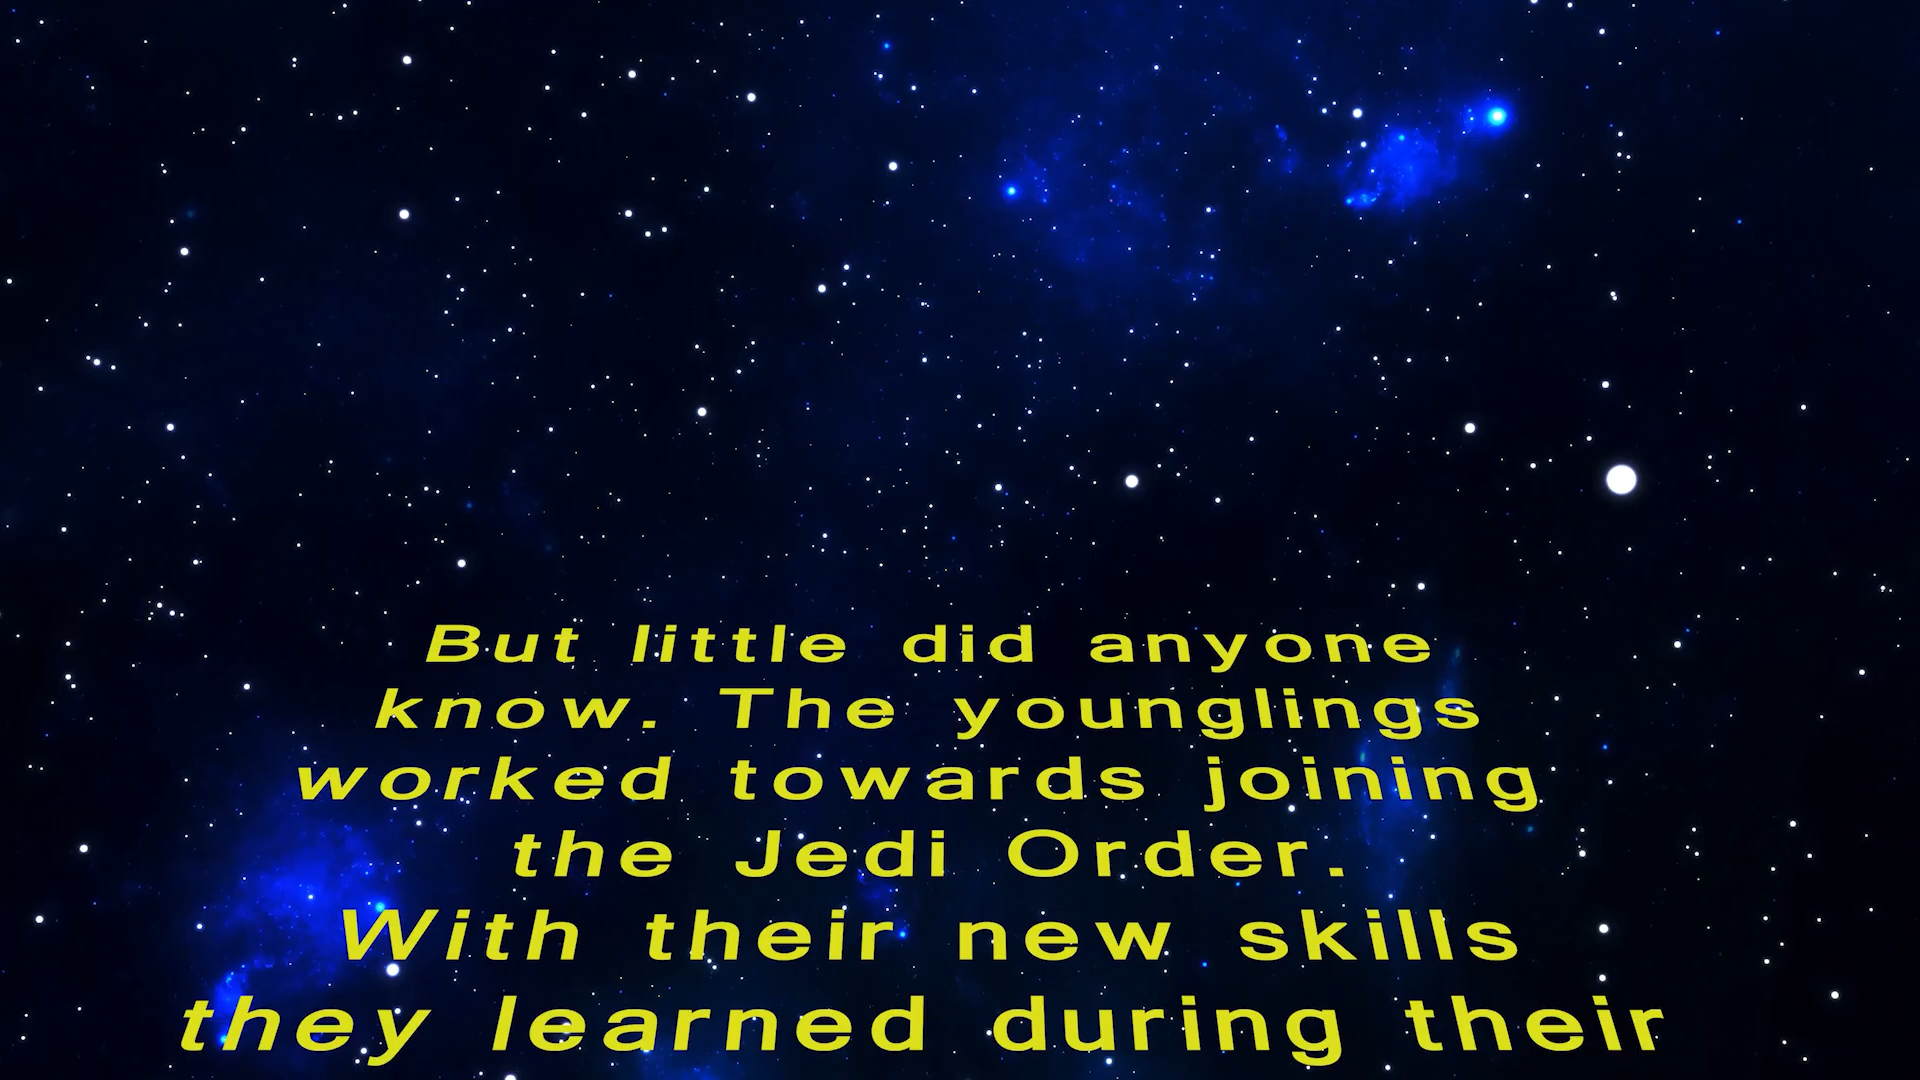 But little did anyone
know. The younglings
worked towards joining
the Jedi Order.
With their new skills
they learned during their